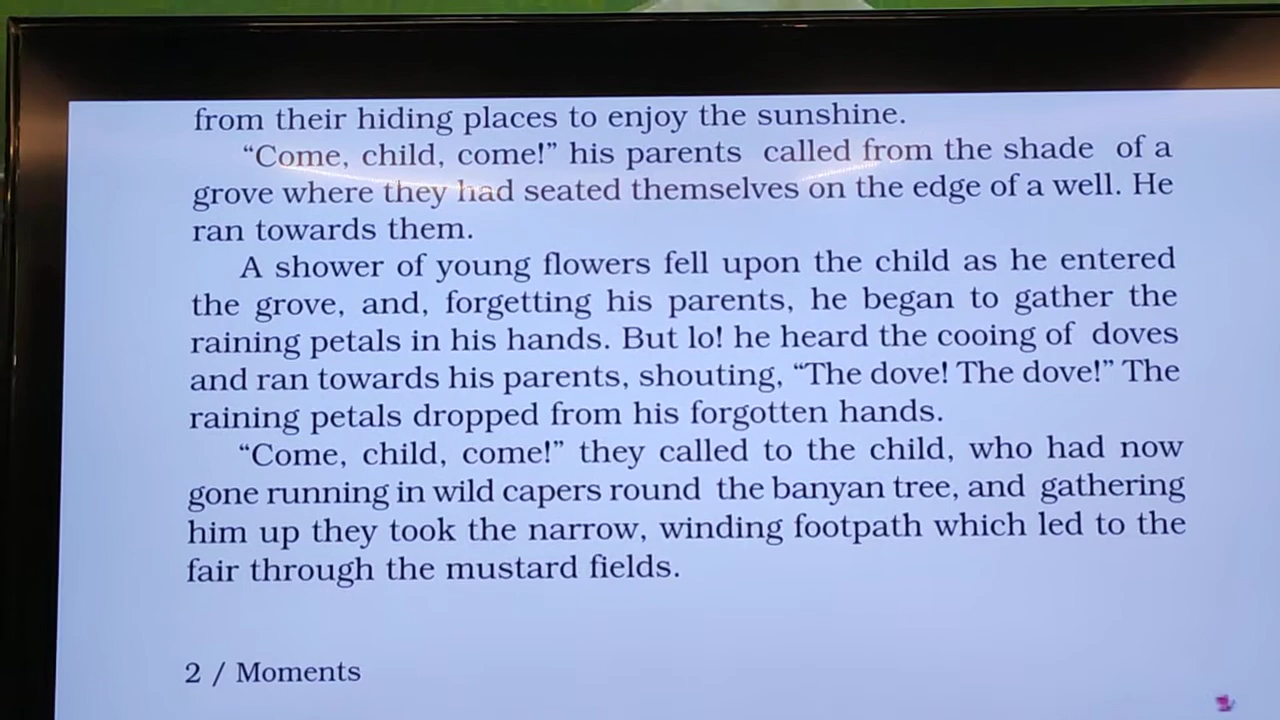 from their hiding places to enjoy the sunshine.
“Come, child, come!” his parents called from the shade of a
grove where they had seated themselves on the edge of a well. He
ran towards them.
A shower of young flowers fell upon the child as he entered
the grove, and, forgetting his parents, he began to gather the
raining petals in his hands. But lo! he heard the cooing of doves
and ran towards his parents, shouting, “The dove! The dove!” The
raining petals dropped from his forgotten hands.
“Come, child, come!” they called to the child, who had now
gone running in wild capers round the banyan tree, and gathering
him up they took the narrow, winding footpath which led to the
fair through the mustard fields.
2 / Moments